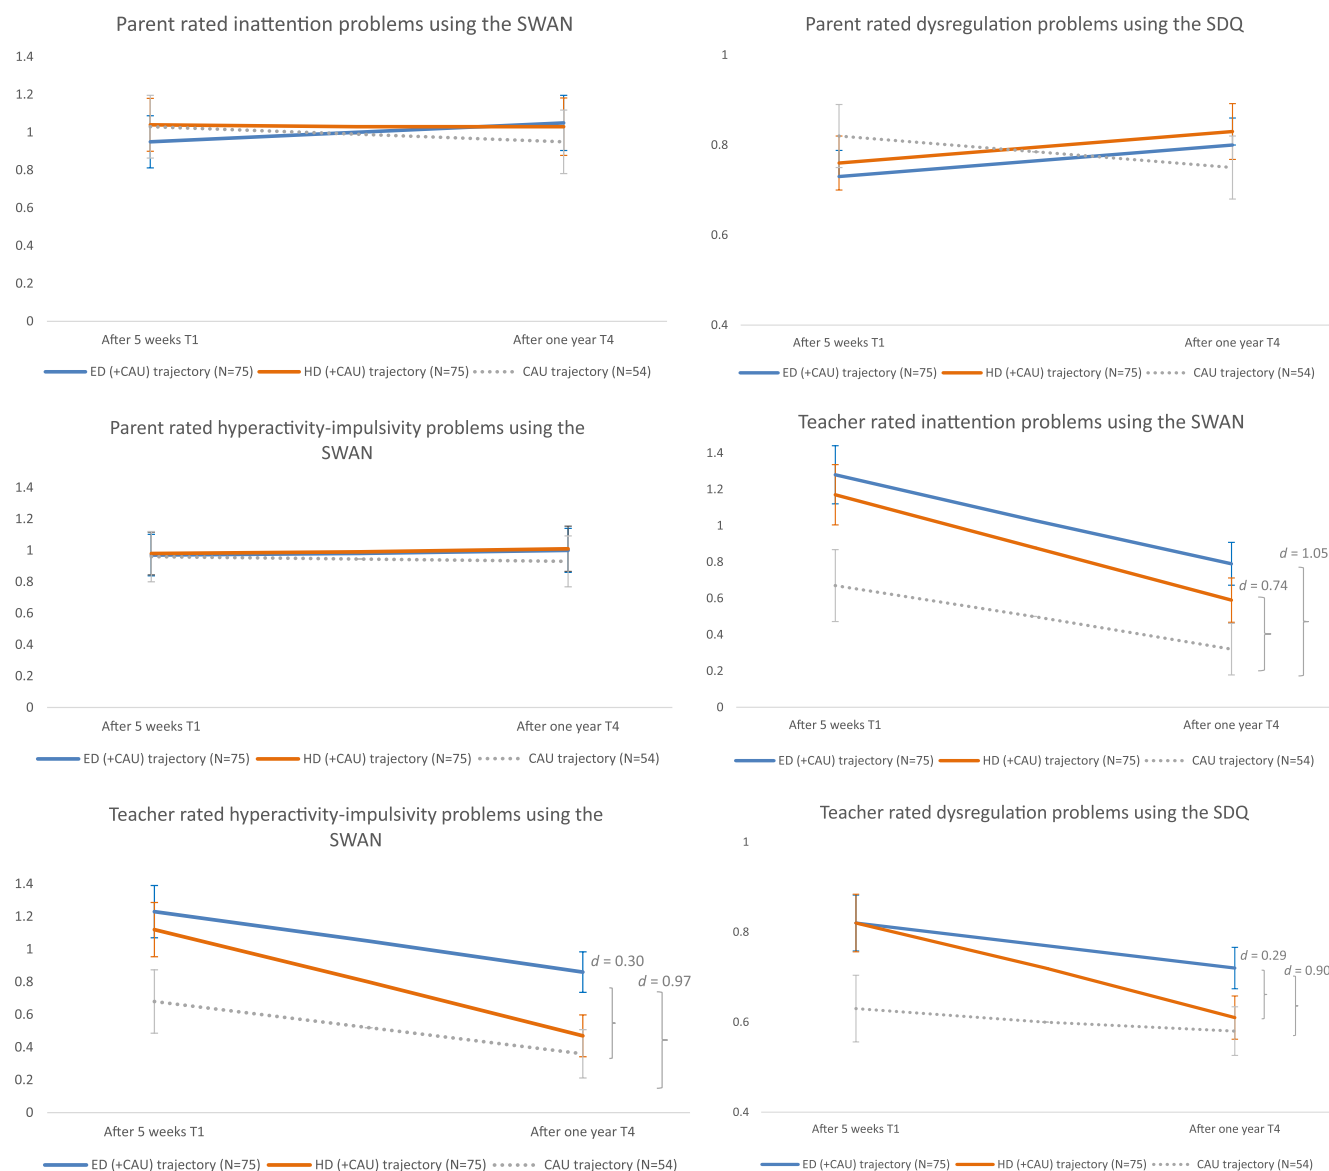 Parent rated inattention problems using the SWAN
1.4
1.2
1
0.8
0.6
0.4
0.2
0
After 5 weeks T1
After one year T4
ED (+CAU) trajectory (N=75) HD (+CAU) trajectory (N=75) CAU trajectory (N=54)
Parent rated dysregulation problems using the SDQ
1
0.8
0.6
0.4
After 5 weeks T1
After one year T4
ED (+CAU) trajectory (N=75) HD (+CAU) trajectory (N=75) CAU trajectory (N=54)
Parent rated hyperactivity-impulsivity problems using the
SWAN
1.4
1.2
1
0.8
0.6
0.4
0.2
0
After 5 weeks T1
After one year T4
ED (+CAU) trajectory (N=75) HD (+CAU) trajectory (N=75) CAU trajectory (N=54)
Teacher rated inattention problems using the SWAN
1.4
1.2
1
0.8
0.6
0.4
0.2
0
d = 1.05
d = 0.74
After 5 weeks T1
After one year T4
ED (+CAU) trajectory (N=75) HD (+CAU) trajectory (N=75) CAU trajectory (N=54)
Teacher rated hyperactivity-impulsivity problems using the
SWAN
1.4
1.2
1
0.8
0.6
0.4
0.2
0
d = 0.30
d = 0.97
After 5 weeks T1
After one year T4
ED (+CAU) trajectory (N=75) HD (+CAU) trajectory (N=75) CAU trajectory (N=54)
Teacher rated dysregulation problems using the SDQ
1
0.8
0.6
0.4
d = 0.29
d = 0.90
After 5 weeks T1
After one year T4
ED (+CAU) trajectory (N=75) HD (+CAU) trajectory (N=75) CAU trajectory (N=54)